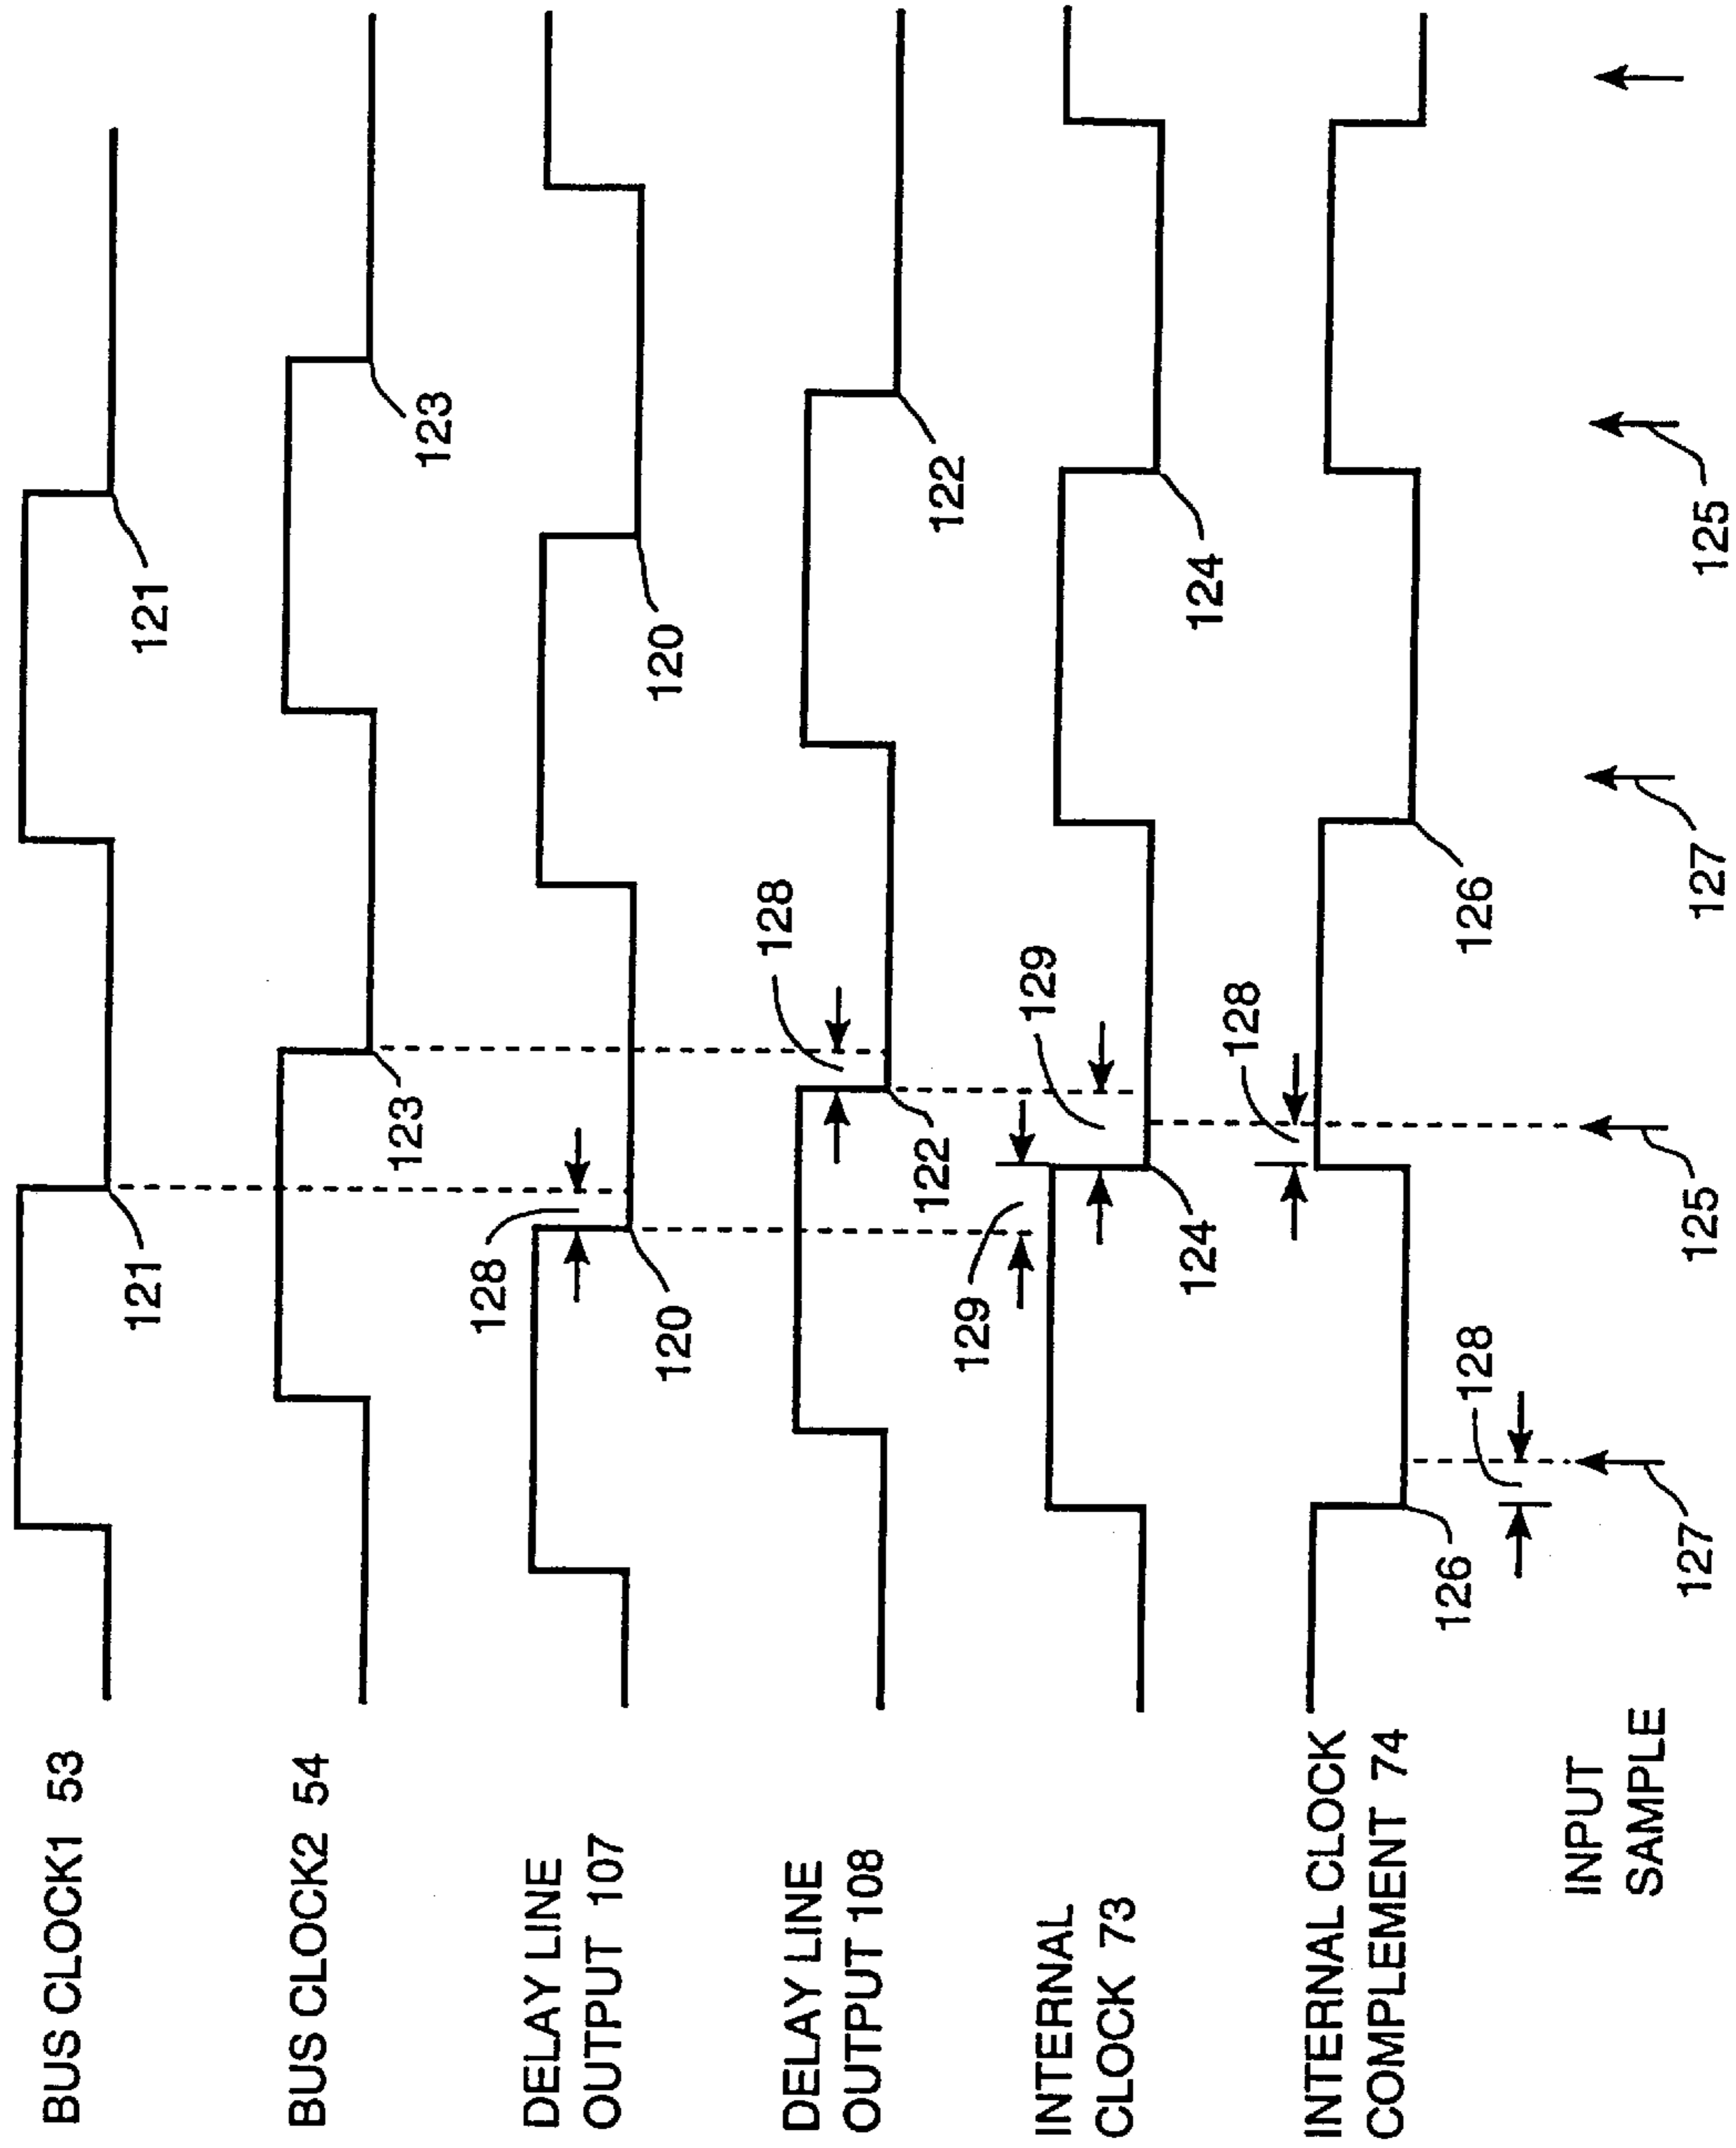 BUS CLOCK1 53
121
121
BUS CLOCK2 54
123
123
DELAY LINE
OUTPUT 107
128
120
120
DELAY LINE
OUTPUT 108
128
122
122
INTERNAL
CLOCK 73
129
129
124
124
INTERNAL CLOCK
COMPLEMENT 74
128
126
126
128
INPUT
SAMPLE
127
125
127
125